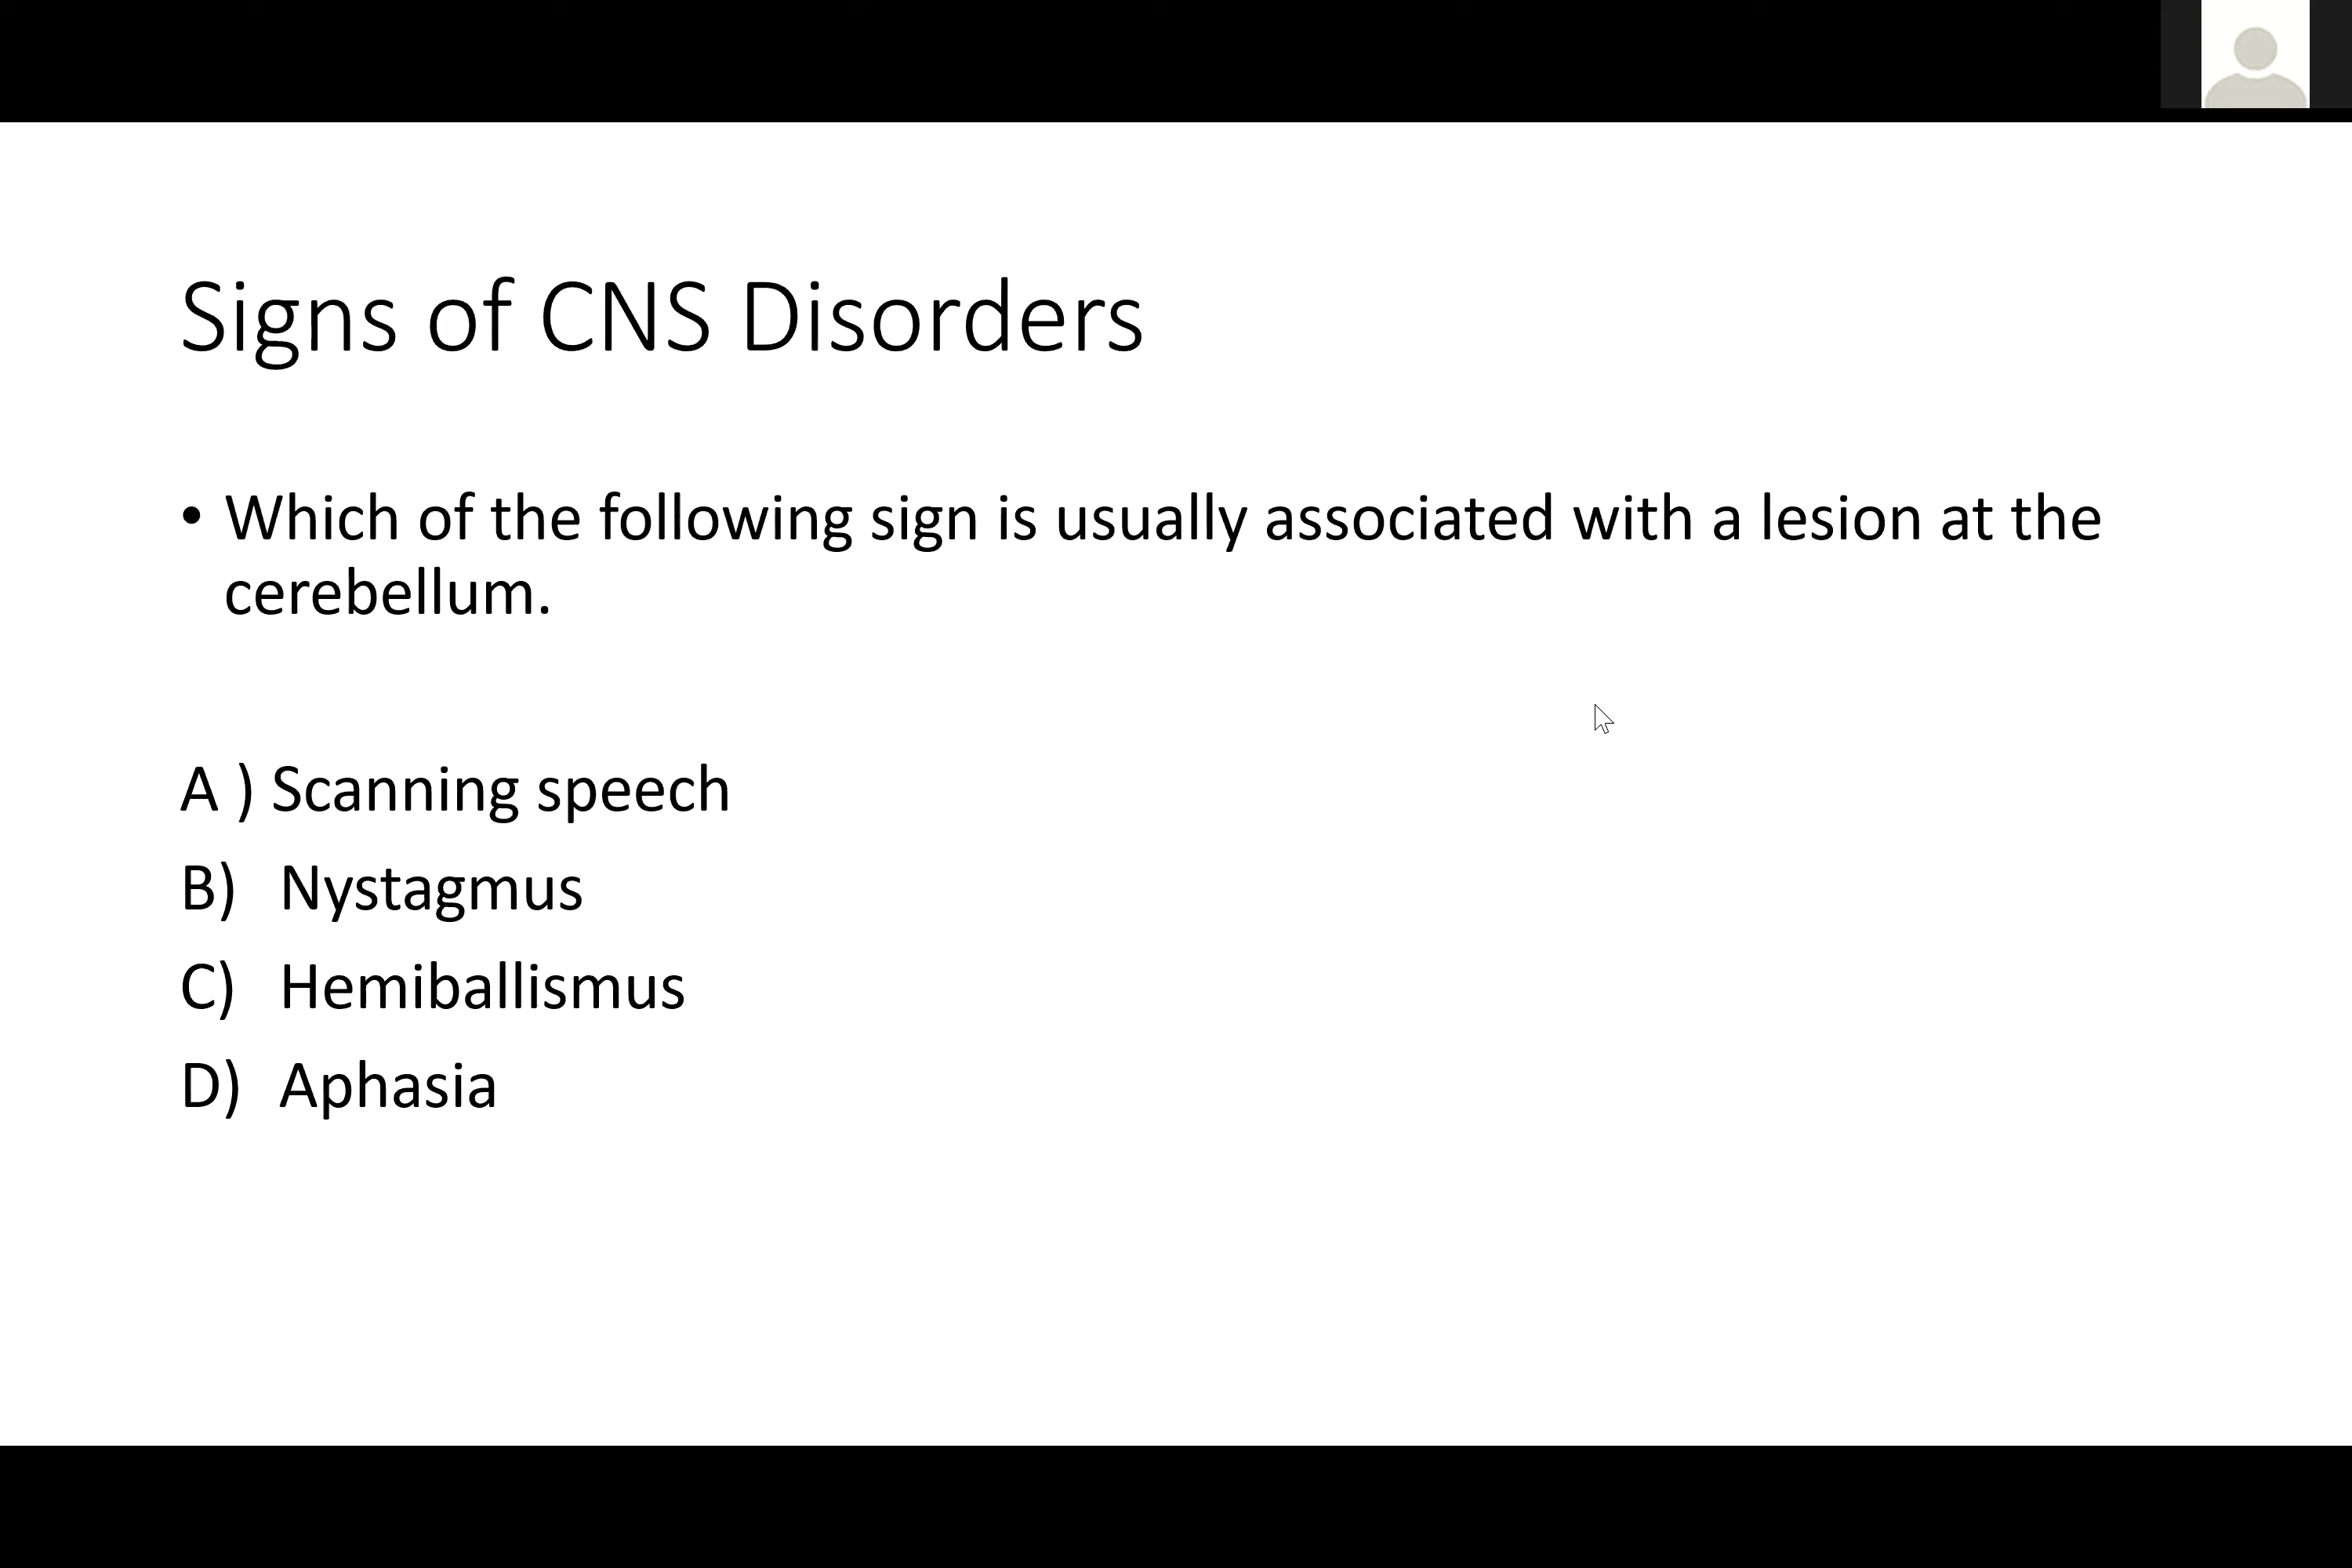 Signs of CNS Disorders
• Which of the following sign is usually associated with a lesion at the
cerebellum.
A ) Scanning speech
B) Nystagmus
C) Hemiballismus
D) Aphasia